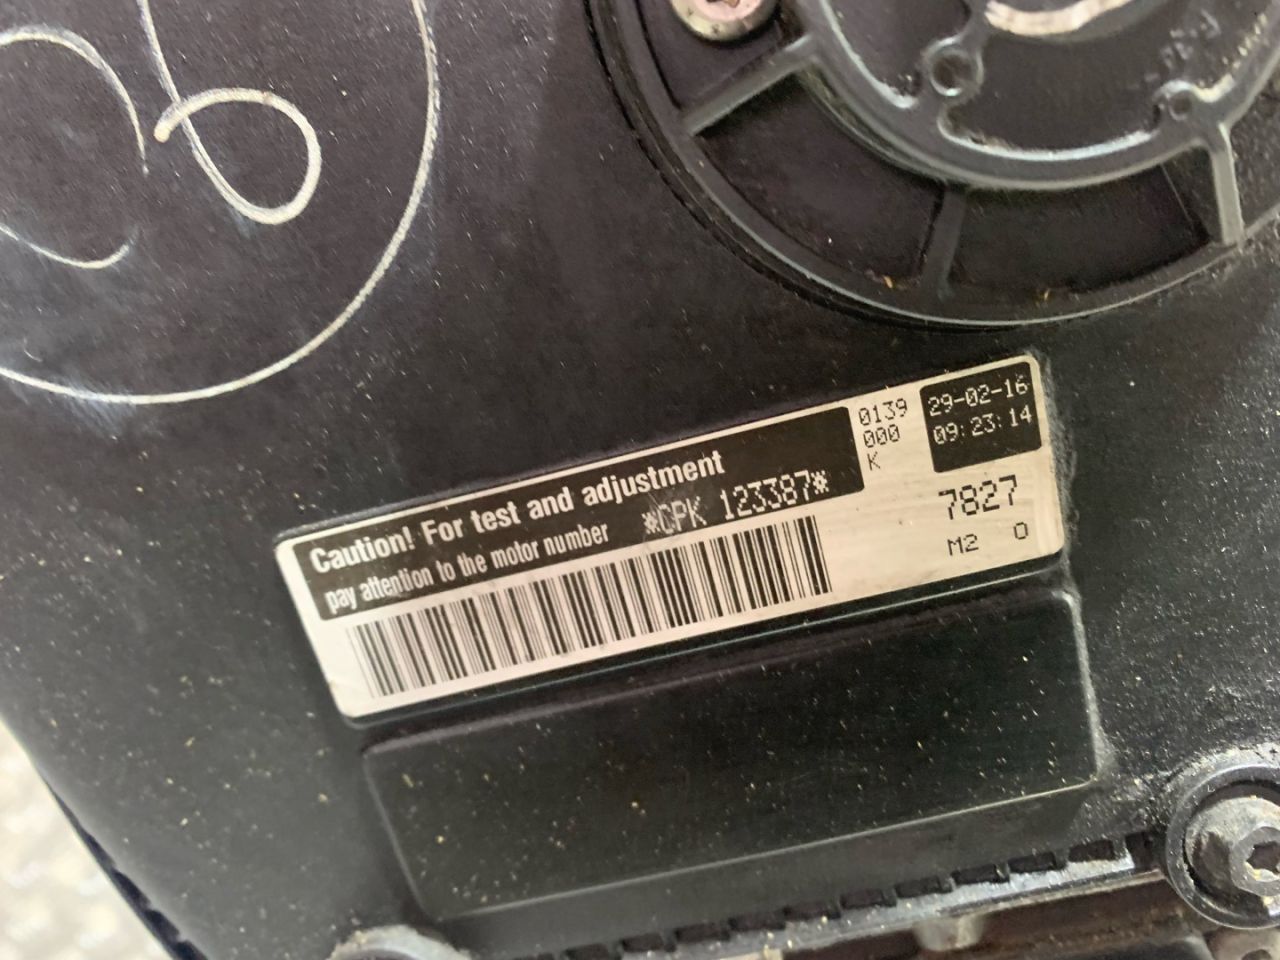 Caution! For test and adjustment
pay attention to the motor number *CPK 123387*
0139
000
K
29-02-16
09:23:14
7827
M2 0